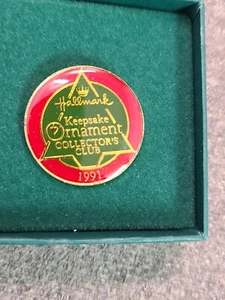 Hallmark
Keepsake
Ornament
COLLECTOR'S
CLUB
1991